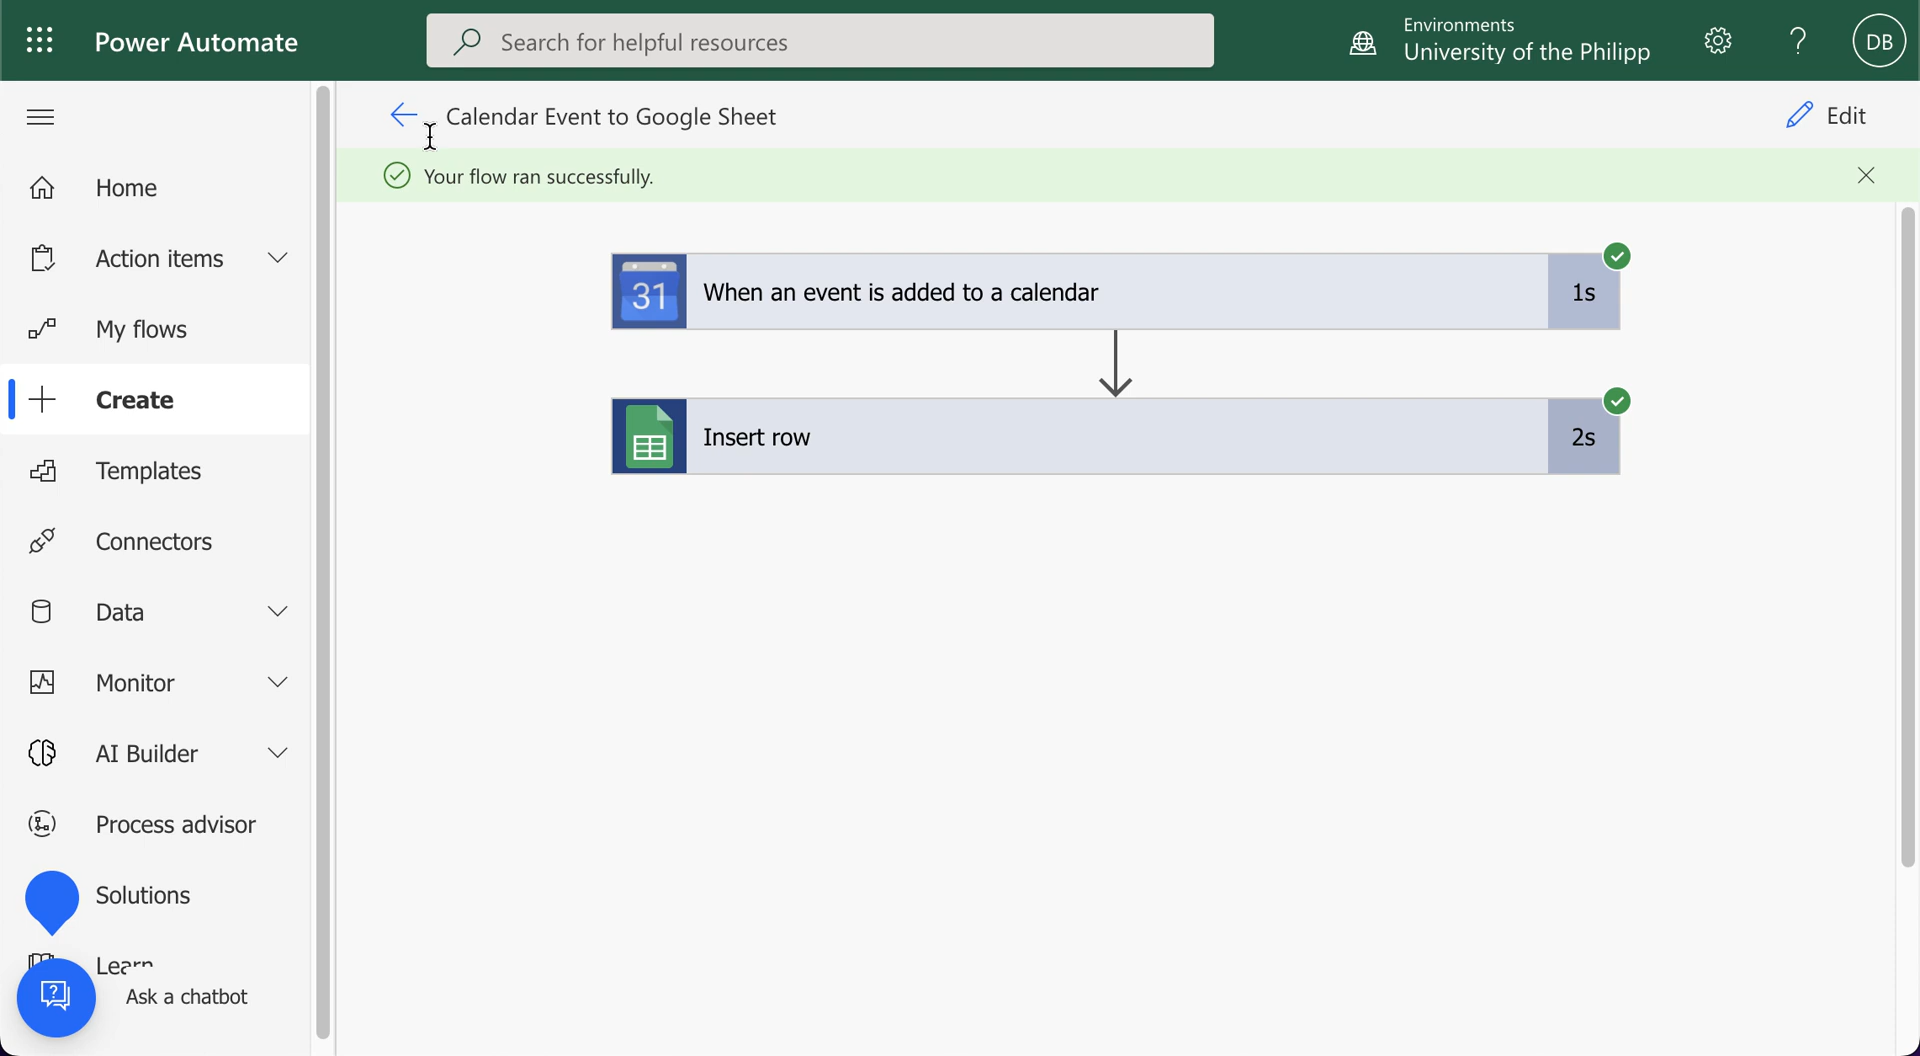 Power Automate
Search for helpful resources
Environments
University of the Philipp
DB
Calendar Event to Google Sheet
Edit
Your flow ran successfully.
Home
Action items
My flows
Create
Templates
Connectors
Data
Monitor
AI Builder
Process advisor
Solutions
Learn
Ask a chatbot
31
When an event is added to a calendar
1s
Insert row
2s